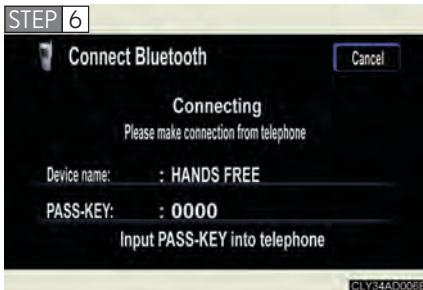 STEP 6
Connect Bluetooth
Cancel
Connecting
Please make connection from telephone
Device name: : HANDS FREE
PASS-KEY: : 0000
Input PASS-KEY into telephone
CLY34AD006B